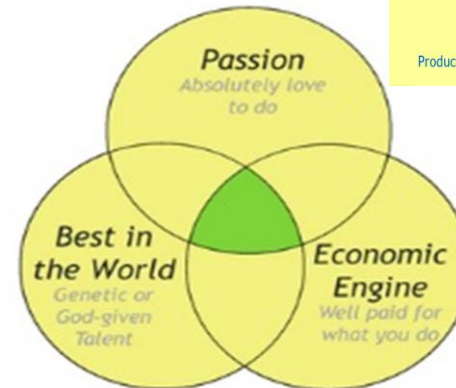 Produc
Passion
Absolutely love
to do
Best in
the World
Genetic or
God-given
Talent
Economic
Engine
Well paid for
what you do